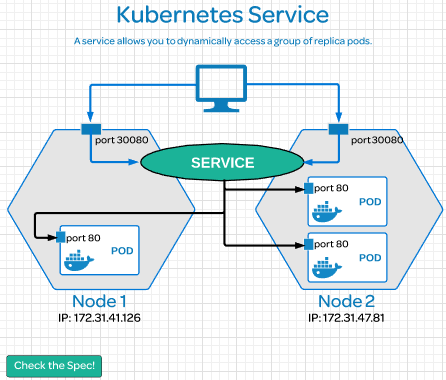 Kubernetes Service
A service allows you to dynamically access a group of replica pods.
port 30080
port 30080
SERVICE
port 80
POD
port 80
POD
port 80
POD
Node 1
IP: 172.31.41.126
Node 2
IP: 172.31.47.81
Check the Spec!